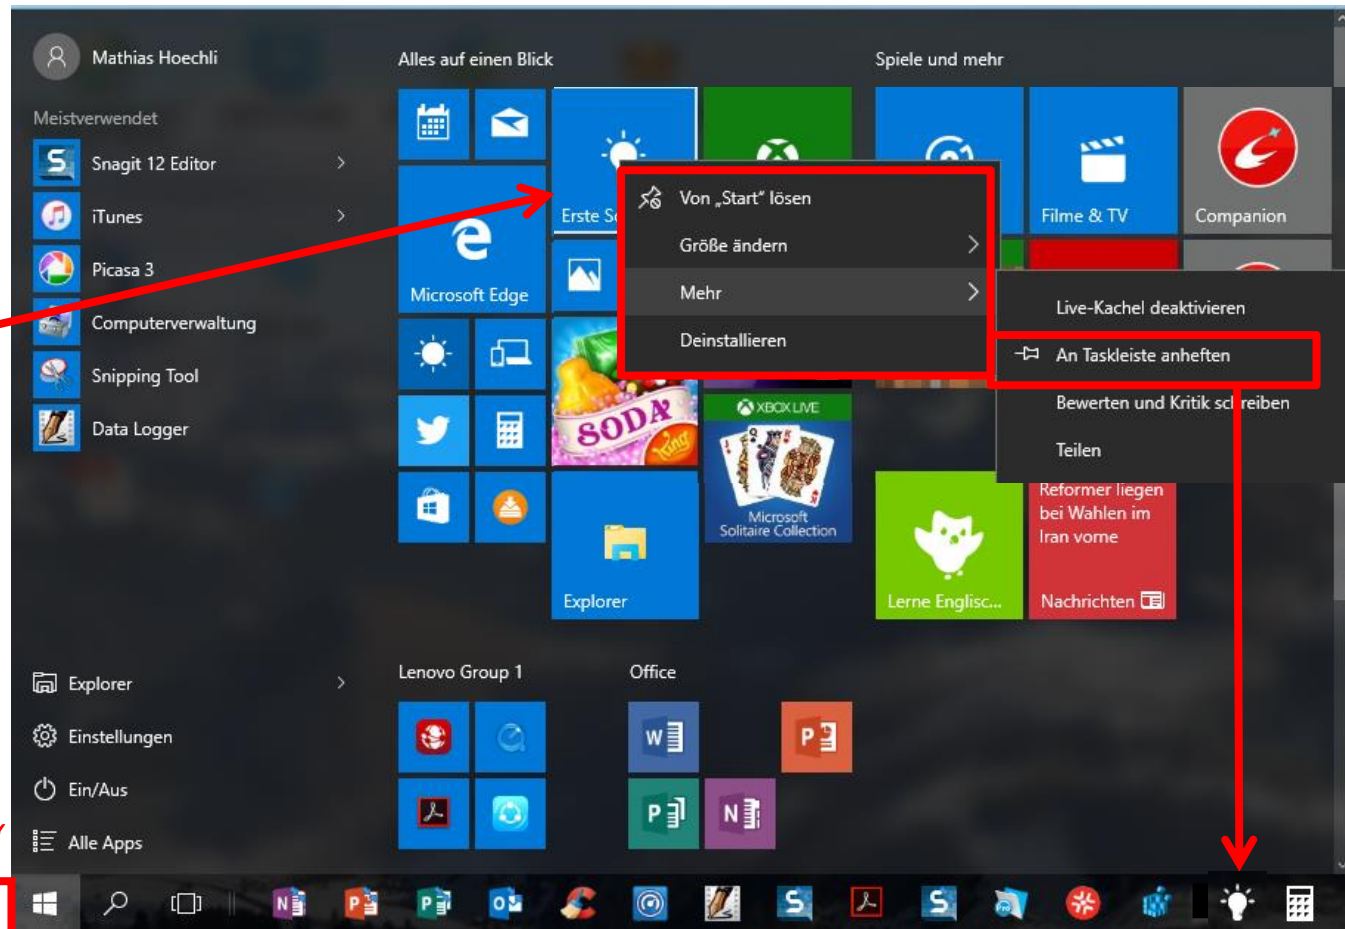 Mathias Hoechli
Meistverwendet
Snagit 12 Editor
iTunes
Picasa 3
Computerverwaltung
Snipping Tool
Data Logger
Explorer
Einstellungen
Ein/Aus
Alle Apps
Alles auf einen Blick
Erste
Microsoft Edge
SODA
King
XBOX LIVE
Microsoft
Solitaire Collection
Explorer
Spiele und mehr
Filme & TV
Companion
Von „Start“ lösen
Größe ändern
Mehr
Deinstallieren
Live-Kachel deaktivieren
An Taskleiste anheften
Bewerten und Kritik schreiben
Teilen
Lerne Englisc...
Reformer liegen
bei Wahlen im
Iran vorne
Nachrichten
Lenovo Group 1
Office